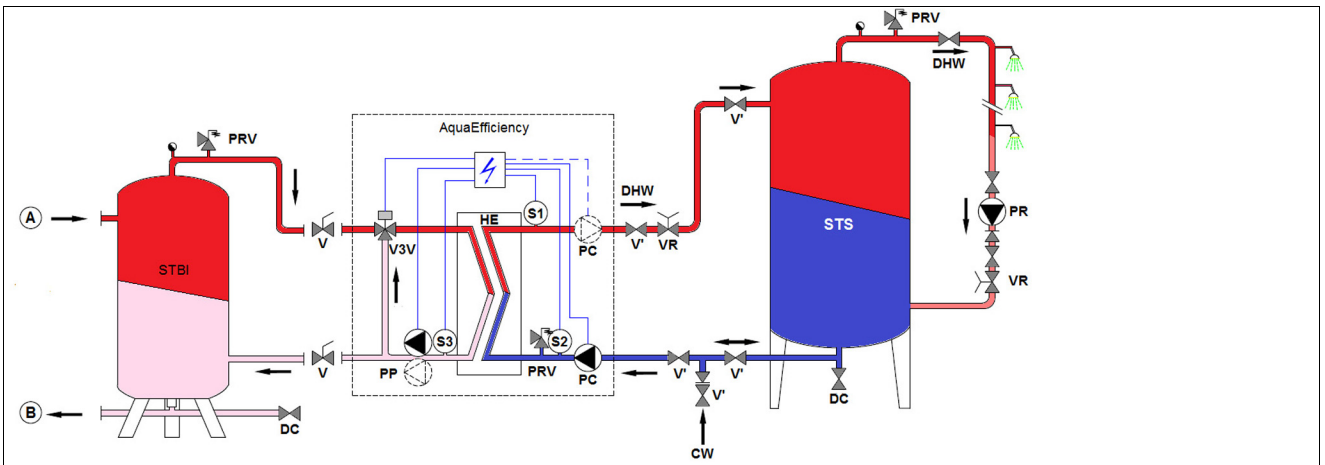 PRV
DHW
PRV
AquaEfficiency
V'
DHW
A
S1
HE
STBI
V
V3V
PC
V'
VR
STS
PR
VR
S3
S2
V
PP
PRV
PC
V'
V'
V'
DC
B
DC
CW